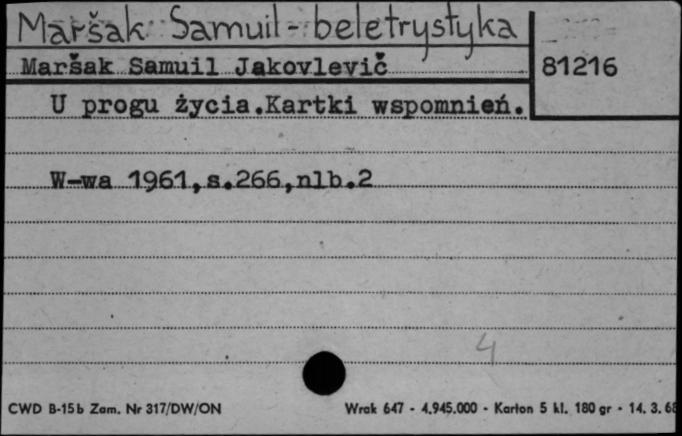 Maršak Samuil - beletrystyka
Maršak Samuil Jakovlevič
81216
U progu życia.Kartki wspomnień.
W-wa 1961,s.266,nlb.2
4
CWD B-15b Zam. Nr 317/DW/ON
Wrak 647 - 4.945.000 - Karton 5 kl. 180 gr - 14. 3. 68